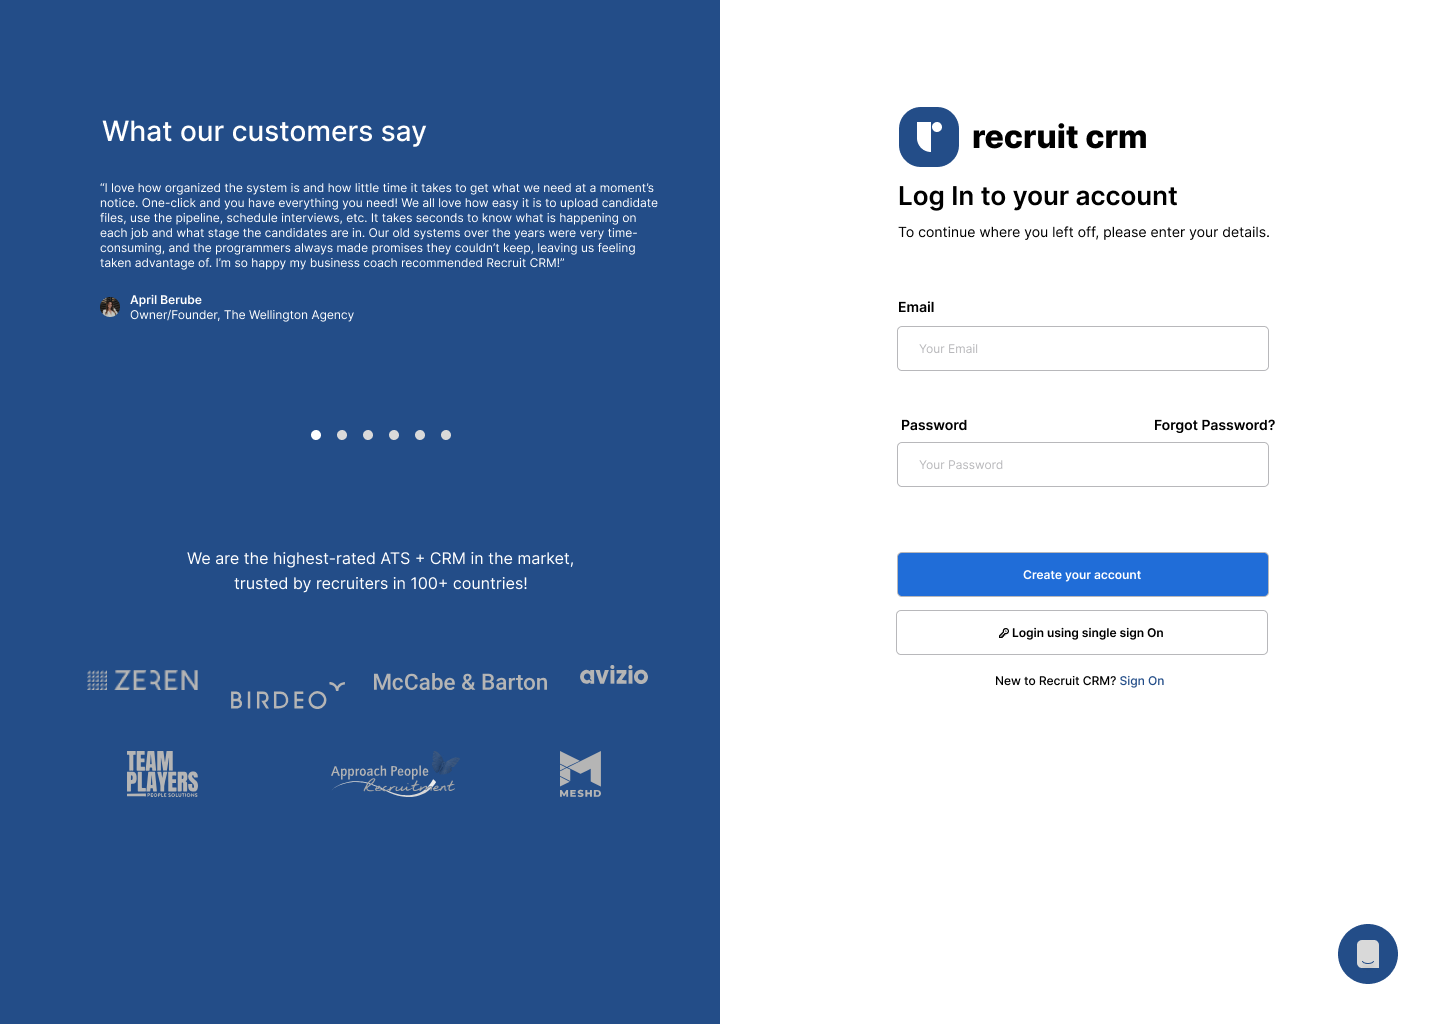 What our customers say
“I love how organized the system is and how little time it takes to get what we need at a moment’s
notice. One-click and you have everything you need! We all love how easy it is to upload candidate
files, use the pipeline, schedule interviews, etc. It takes seconds to know what is happening on
each job and what stage the candidates are in. Our old systems over the years were very time-
consuming, and the programmers always made promises they couldn’t keep, leaving us feeling
taken advantage of. I’m so happy my business coach recommended Recruit CRM!”
April Berube
Owner/Founder, The Wellington Agency
We are the highest-rated ATS + CRM in the market,
trusted by recruiters in 100+ countries!
ZEREN
BIRDEO
McCabe & Barton
avizio
TEAM
PLAYERS
PEOPLE SOLUTIONS
Approach People
Recruitment
MESHD
recruit crm
Log In to your account
To continue where you left off, please enter your details.
Email
Your Email
Password
Forgot Password?
Your Password
Create your account
Login using single sign On
New to Recruit CRM? Sign On